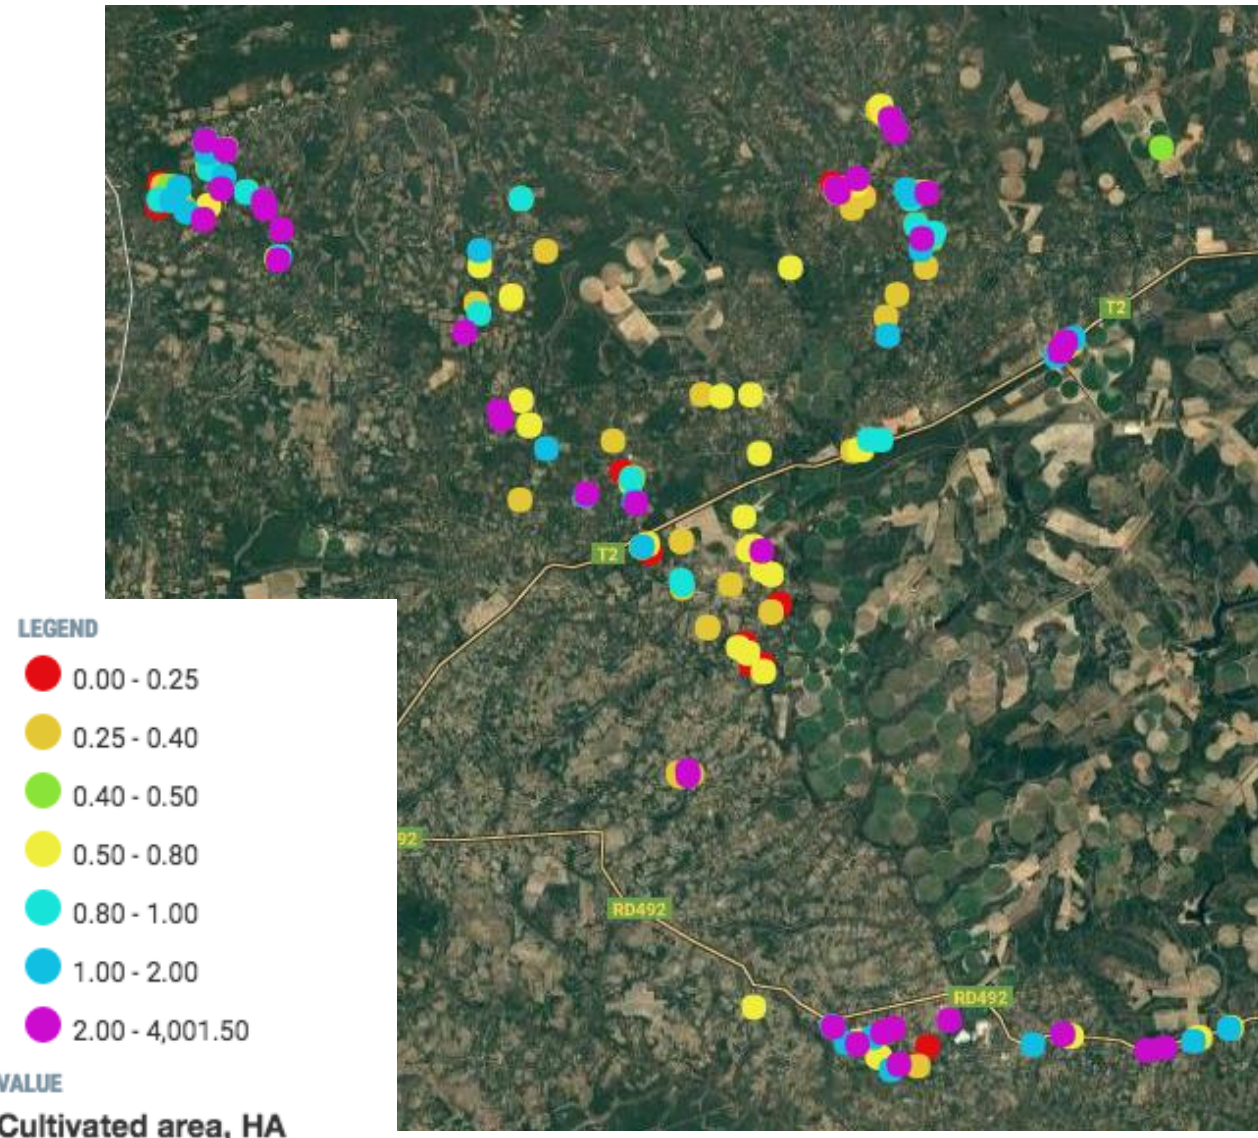 T2
T2
LEGEND
0.00 - 0.25
0.25 - 0.40
0.40 - 0.50
0.50 - 0.80
0.80 - 1.00
1.00 - 2.00
2.00 - 4,001.50
VALUE
Cultivated area, HA
92
RD492
RD492